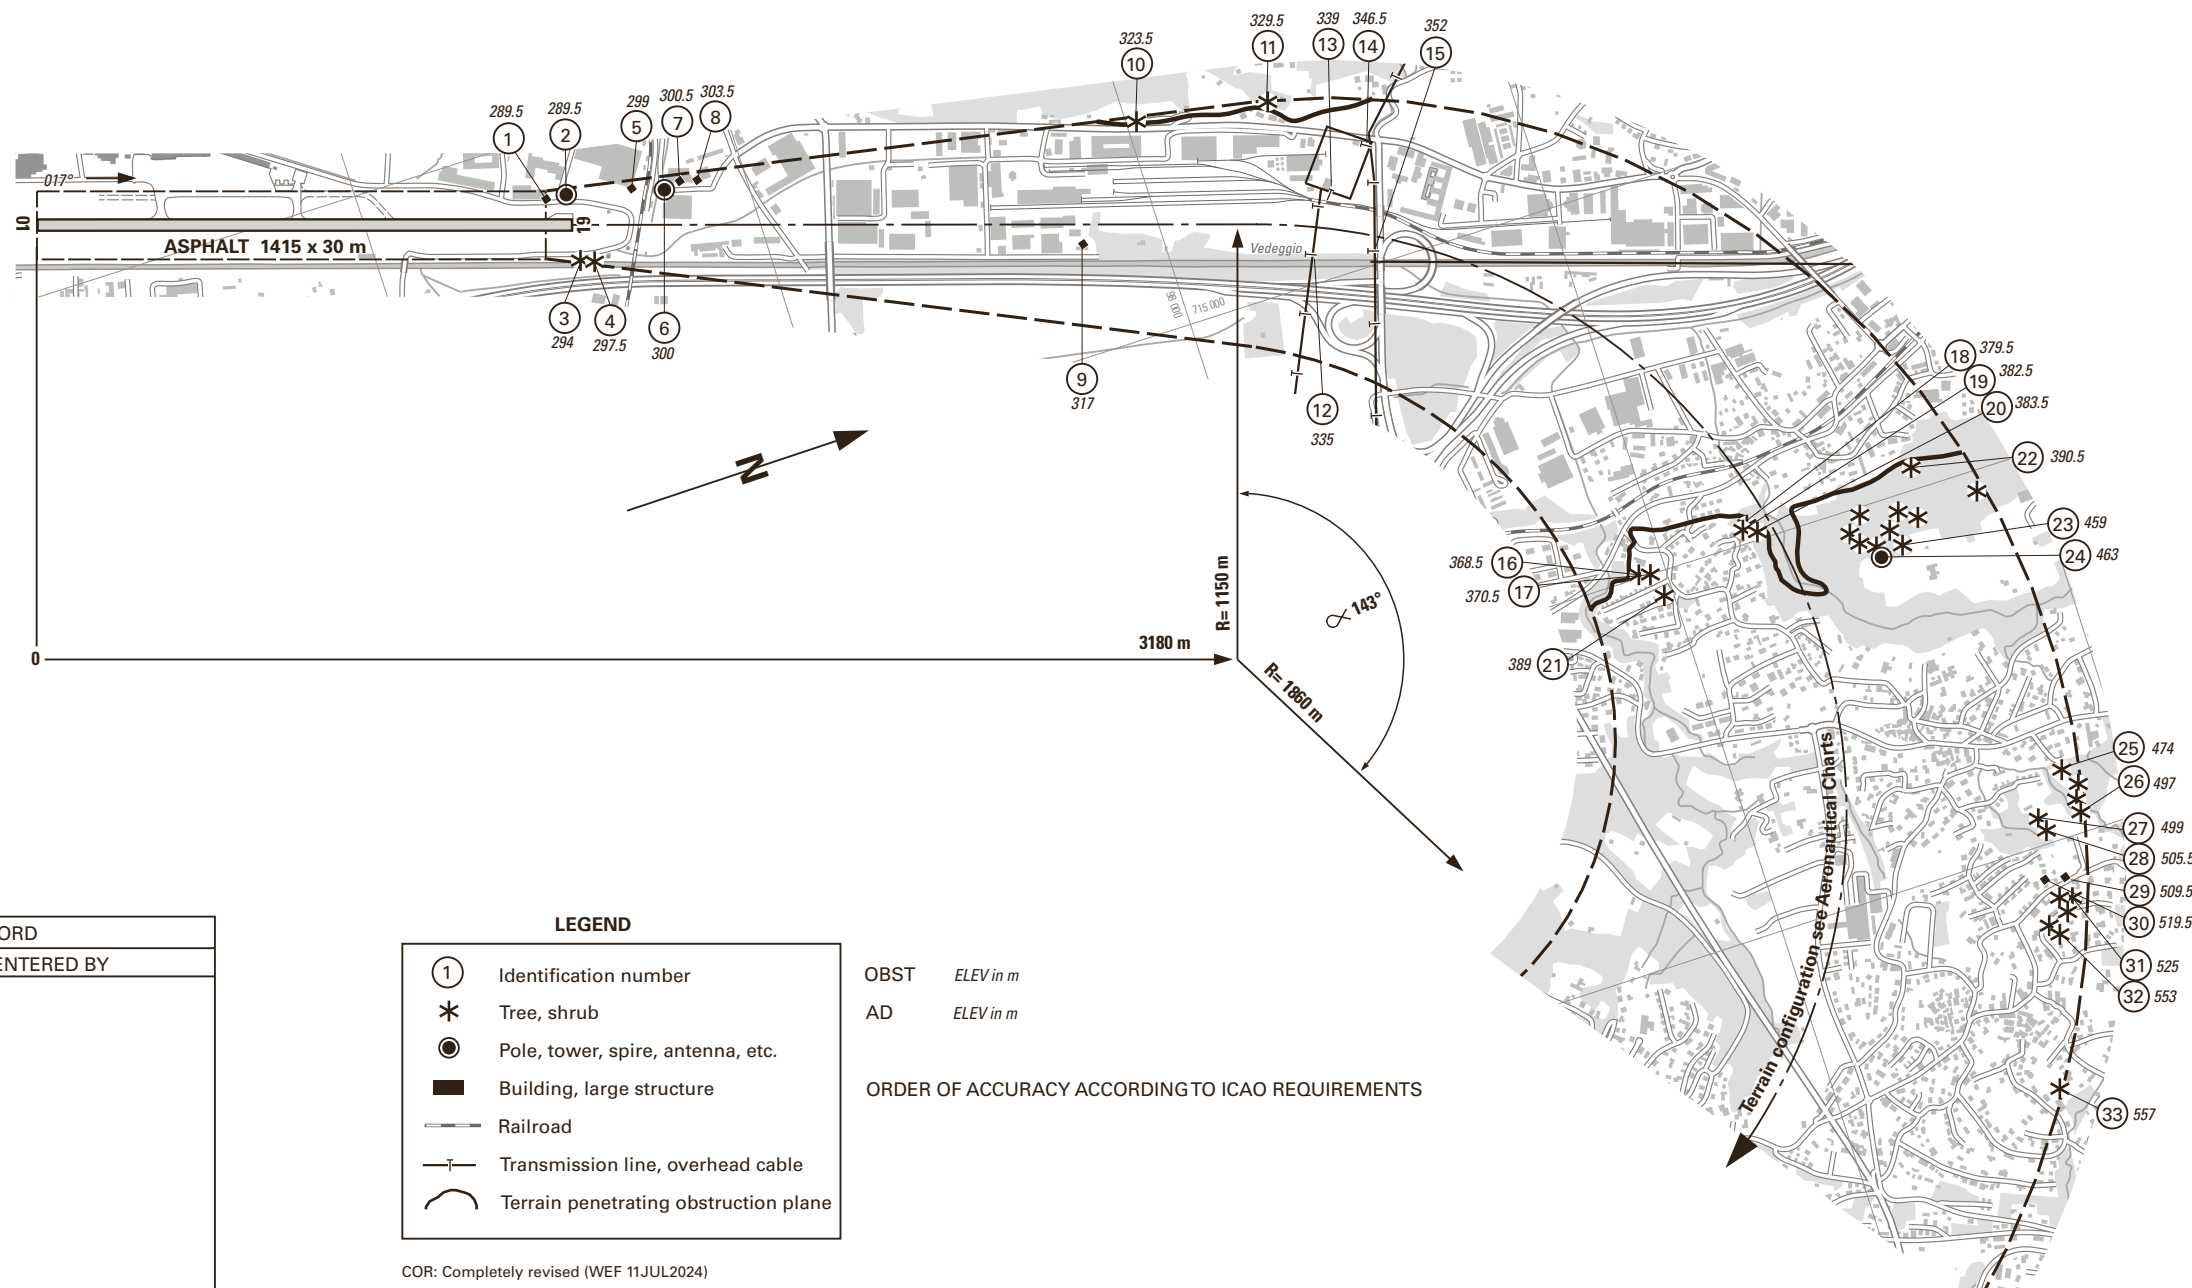 289.5
1
289.5
2
299
5
300.5
7
303.5
8
323.5
10
329.5
11
339
13
346.5
14
352
15
017°
01
19
ASPHALT 1415 x 30 m
3
294
4
297.5
6
300
9
317
98 000
715 000
Vedeggio
12
335
N
18 379.5
19 382.5
20 383.5
22 390.5
23 459
24 463
368.5 16
370.5 17
389 21
R= 1150 m
143°
3180 m
0
R= 1860 m
25 474
26 497
27 499
28 505.5
29 509.5
30 519.5
31 525
32 553
33 557
Terrain configuration see Aeronautical Charts
ORD
ENTERED BY
LEGEND
1 Identification number
Tree, shrub
Pole, tower, spire, antenna, etc.
Building, large structure
Railroad
Transmission line, overhead cable
Terrain penetrating obstruction plane
OBST ELEV in m
AD ELEV in m
ORDER OF ACCURACY ACCORDING TO ICAO REQUIREMENTS
COR: Completely revised (WEF 11JUL2024)